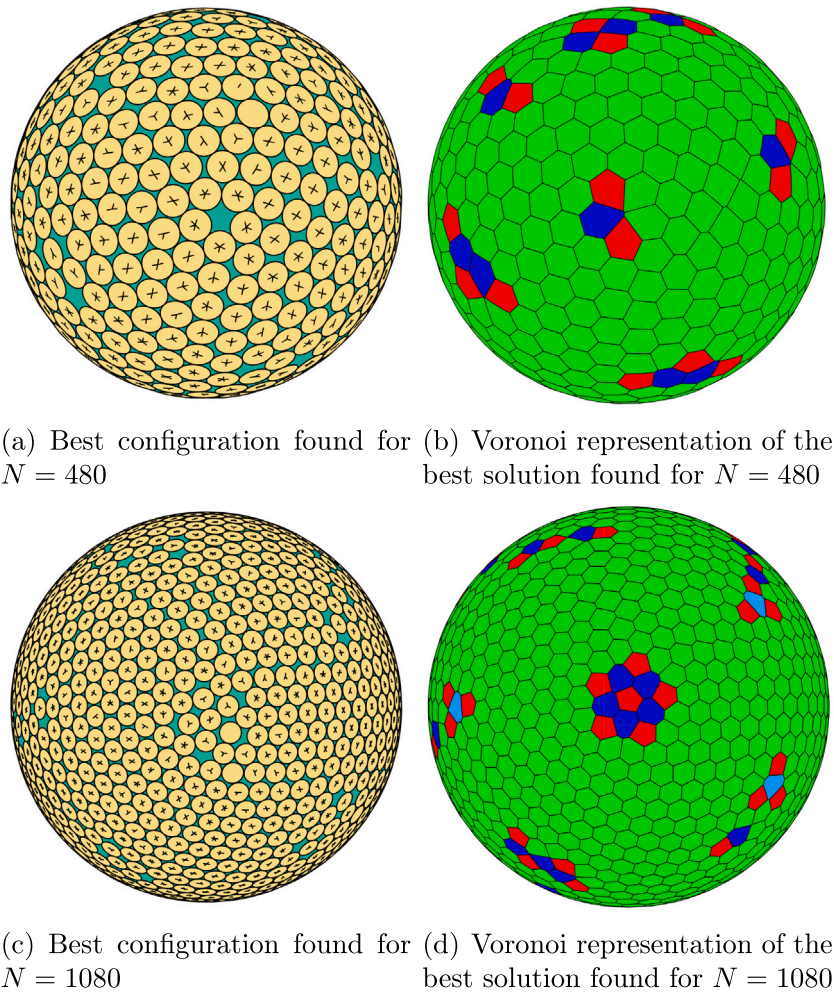 (a) Best configuration found for N = 480
(b) Voronoi representation of the best solution found for N = 480
(c) Best configuration found for N = 1080
(d) Voronoi representation of the best solution found for N = 1080